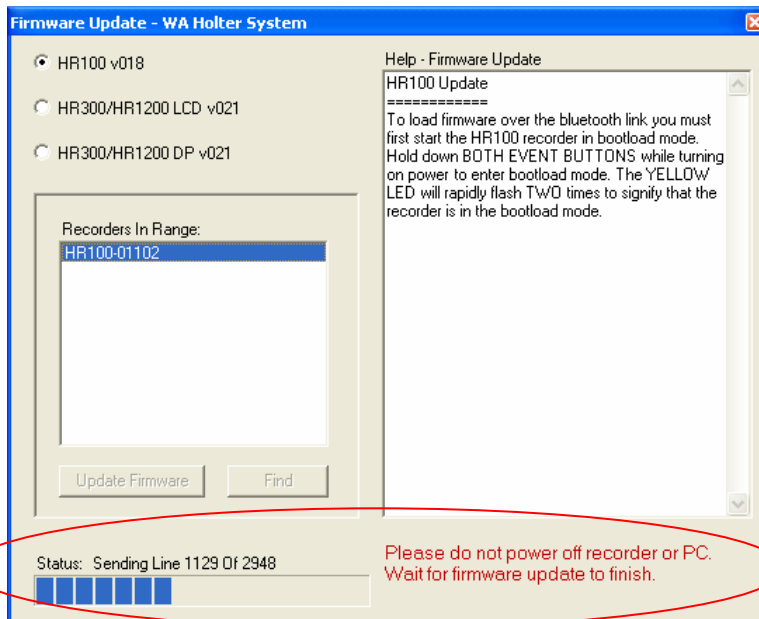 Firmware Update - WA Holter System
HR100 v018
HR300/HR1200 LCD v021
HR300/HR1200 DP v021
Recorders In Range:
HR100-01102
Update Firmware
Find
Help - Firmware Update
HR100 Update
============
To load firmware over the bluetooth link you must
first start the HR100 recorder in bootload mode.
Hold down BOTH EVENT BUTTONS while turning
on power to enter bootload mode. The YELLOW
LED will rapidly flash TWO times to signify that the
recorder is in the bootload mode.
Status:  Sending Line 1129 Of 2948
Please do not power off recorder or PC.
Wait for firmware update to finish.